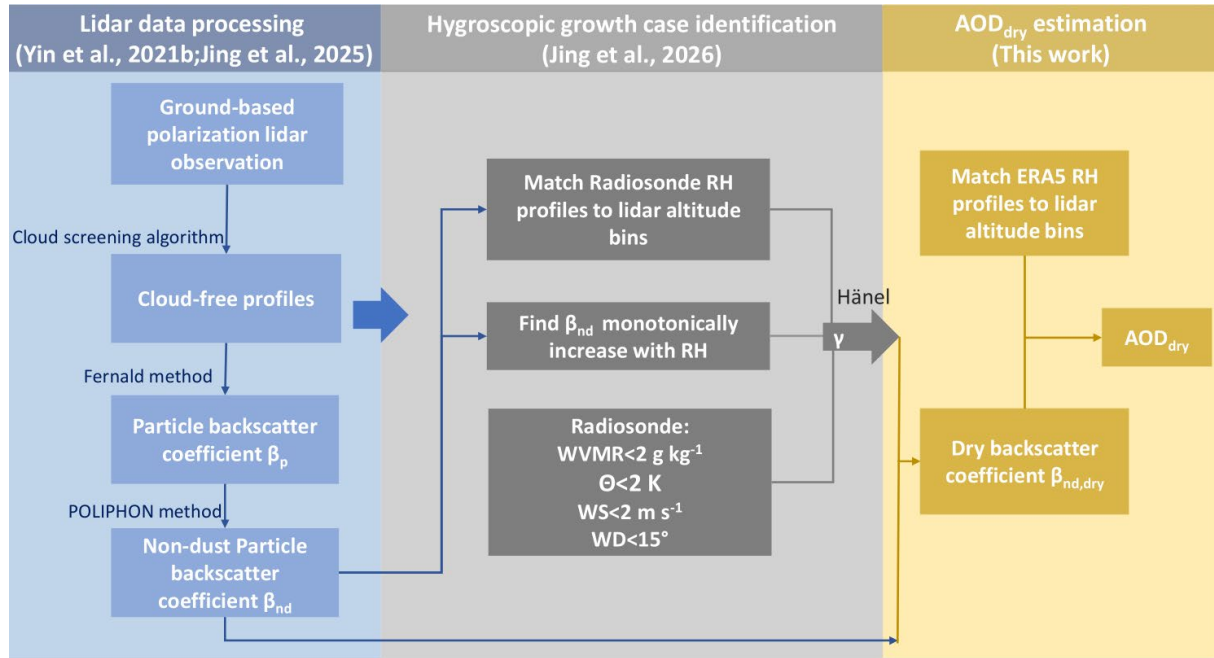 Lidar data processing
(Yin et al., 2021b;Jing et al., 2025)
Ground-based
polarization lidar
observation
Cloud screening algorithm
Cloud-free profiles
Fernald method
Particle backscatter
coefficient βp
POLIPHON method
Non-dust Particle
backscatter
coefficient βnd
Hygroscopic growth case identification
(Jing et al., 2026)
Match Radiosonde RH
profiles to lidar altitude
bins
Find βnd monotonically
increase with RH
Radiosonde:
WVMR<2 g kg⁻¹
Θ<2 K
WS<2 m s⁻¹
WD<15°
Hänel
γ
AODdry estimation
(This work)
Match ERA5 RH
profiles to lidar
altitude bins
AODdry
Dry backscatter
coefficient βnd,dry